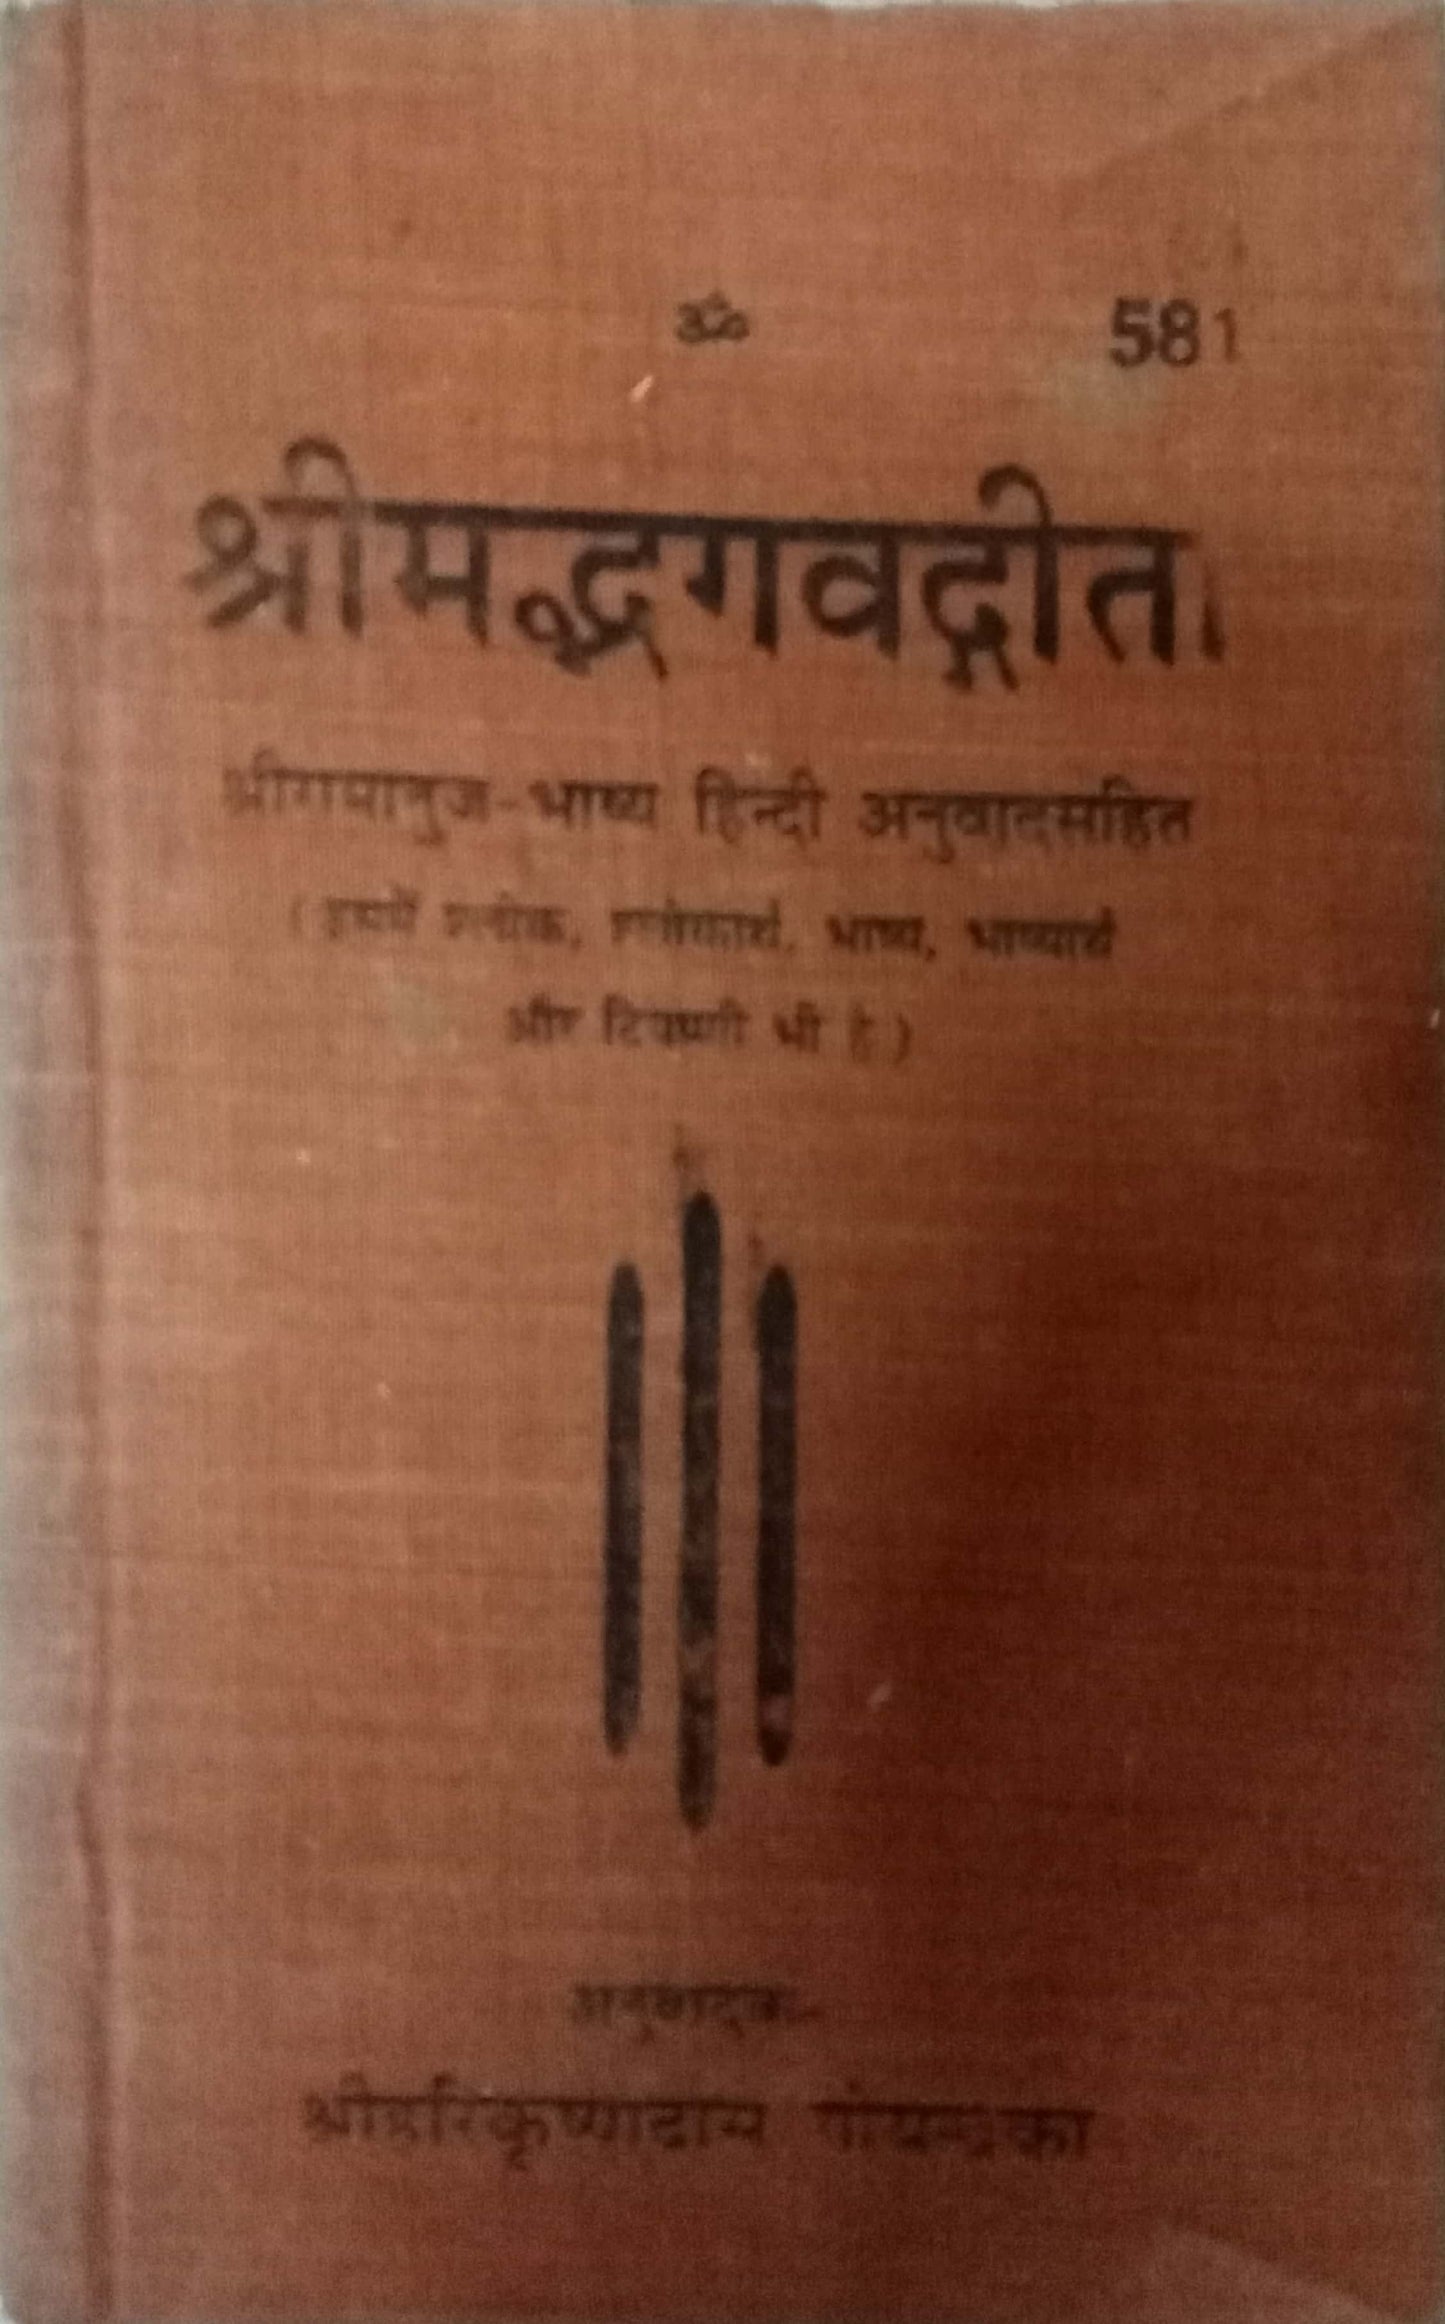 ॐ 581
श्रीमद्भगवद्गीता
श्रीरामानुज-भाष्य हिन्दी अनुवादसहित
( इसमें श्लोक, श्लोकार्थ, भाष्य, भाष्यार्थ
और टिप्पणी भी है )
अनुवादक-
श्रीहरिकृष्णदास गोयन्दका